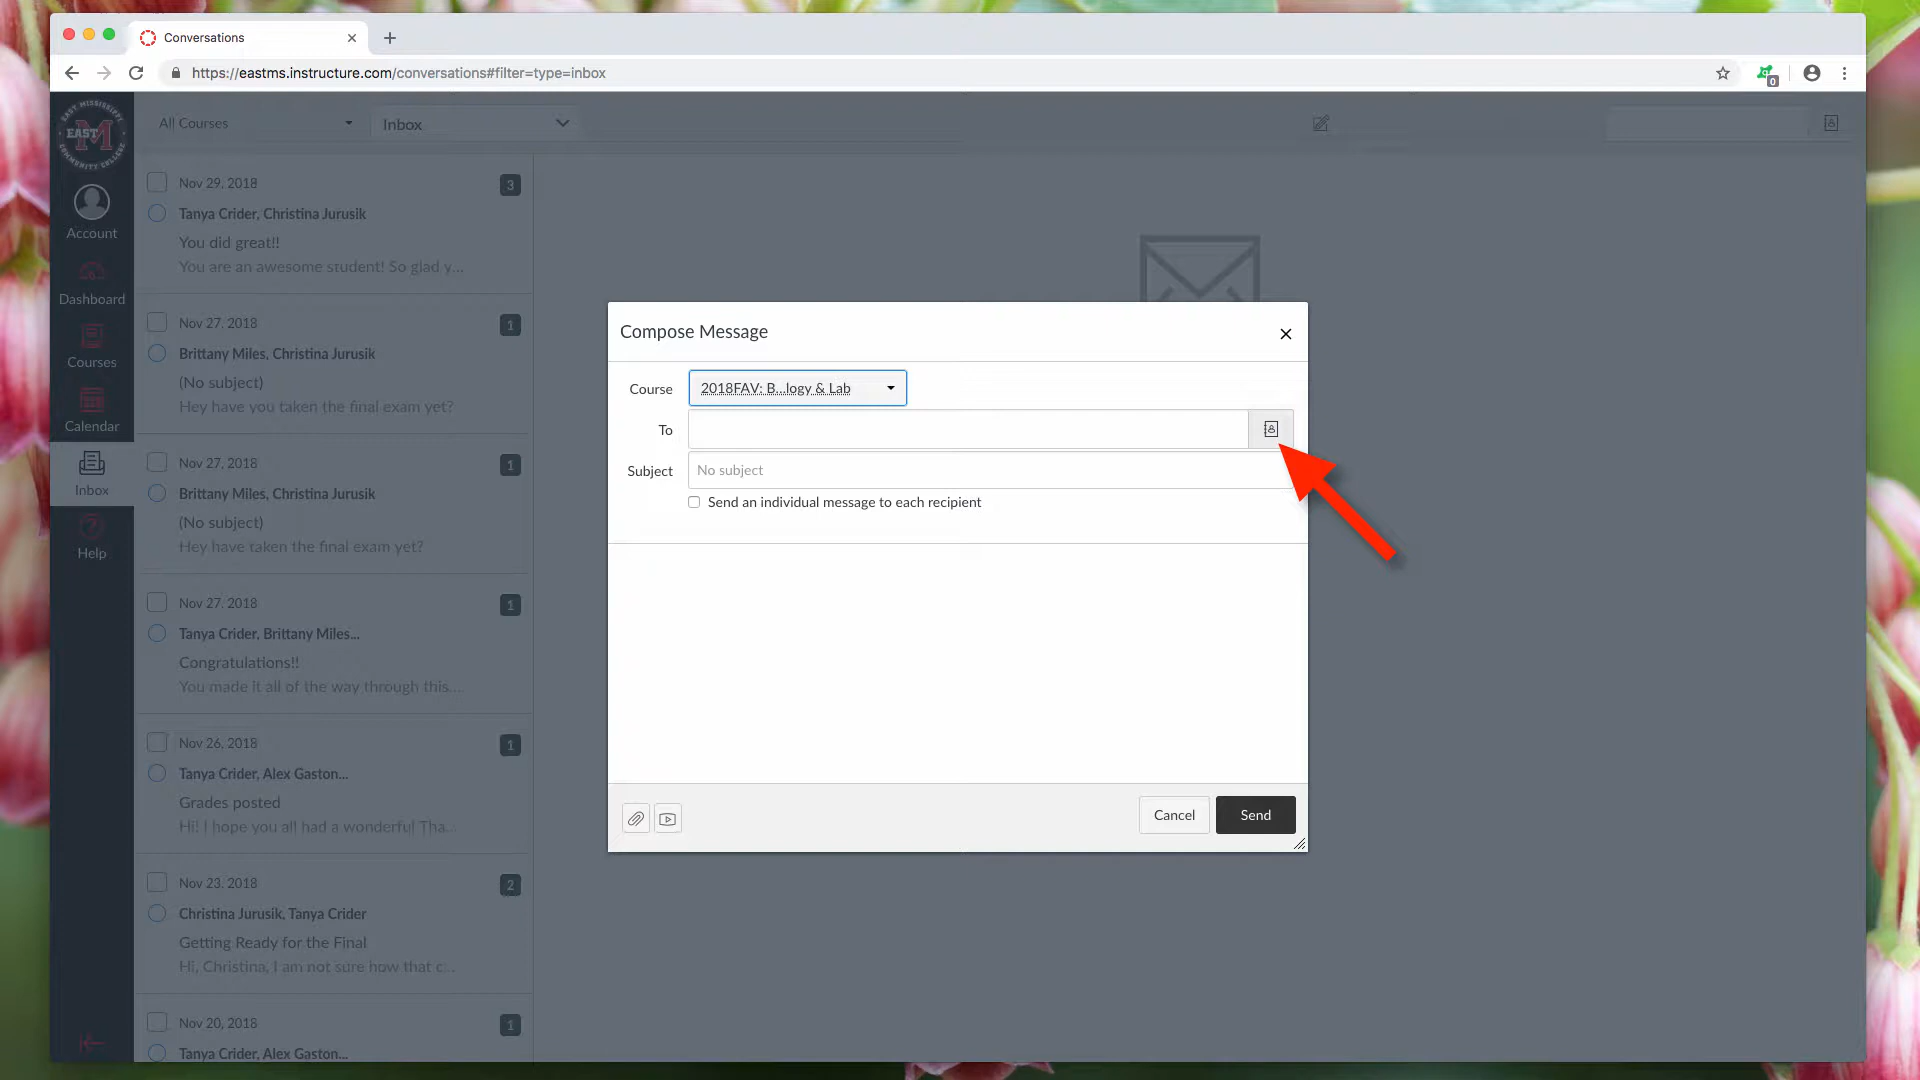 Conversations
https://eastms.instructure.com/conversations#filter=type=inbox
0
EAST MISSISSIPPI
EAST M
COMMUNITY COLLEGE
Account
Dashboard
Courses
Calendar
Inbox
Help
All Courses
Inbox
Nov 29, 2018
3
Tanya Crider, Christina Jurusik
You did great!!
You are an awesome student! So glad y...
Nov 27, 2018
1
Brittany Miles, Christina Jurusik
(No subject)
Hey have you taken the final exam yet?
Nov 27, 2018
1
Brittany Miles, Christina Jurusik
(No subject)
Hey have taken the final exam yet?
Nov 27, 2018
1
Tanya Crider, Brittany Miles...
Congratulations!!
You made it all of the way through this....
Nov 26, 2018
1
Tanya Crider, Alex Gaston...
Grades posted
Hi! I hope you all had a wonderful Tha...
Nov 23, 2018
2
Christina Jurusik, Tanya Crider
Getting Ready for the Final
Hi, Christina, I am not sure how that c...
Nov 20, 2018
1
Tanya Crider, Alex Gaston...
Compose Message
Course
2018FAV: B...logy & Lab
To
Subject
No subject
Send an individual message to each recipient
Cancel
Send